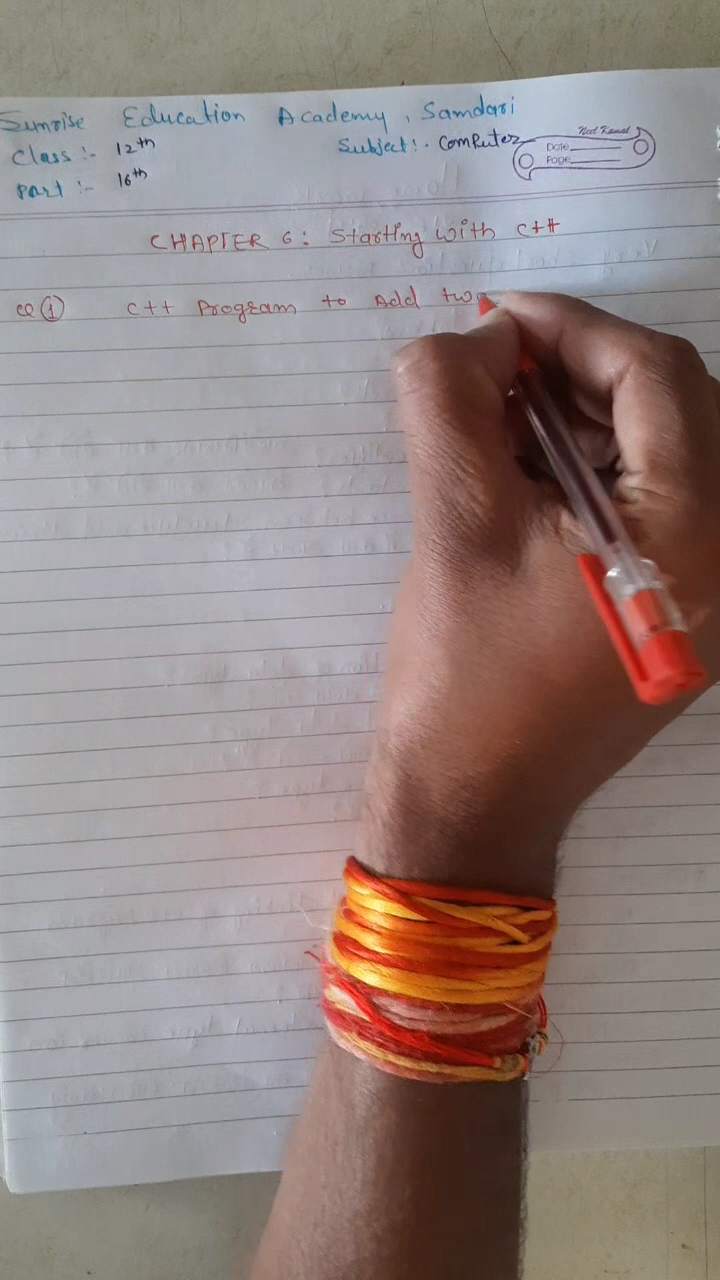 Sunrise Education Academy, Samdari
Class :- 12th Subject :- Computer
Part :- 16th
Neel Kamal
Date
Page
CHAPTER 6 : Starting with C++
Q (1) C++ Program to Add two